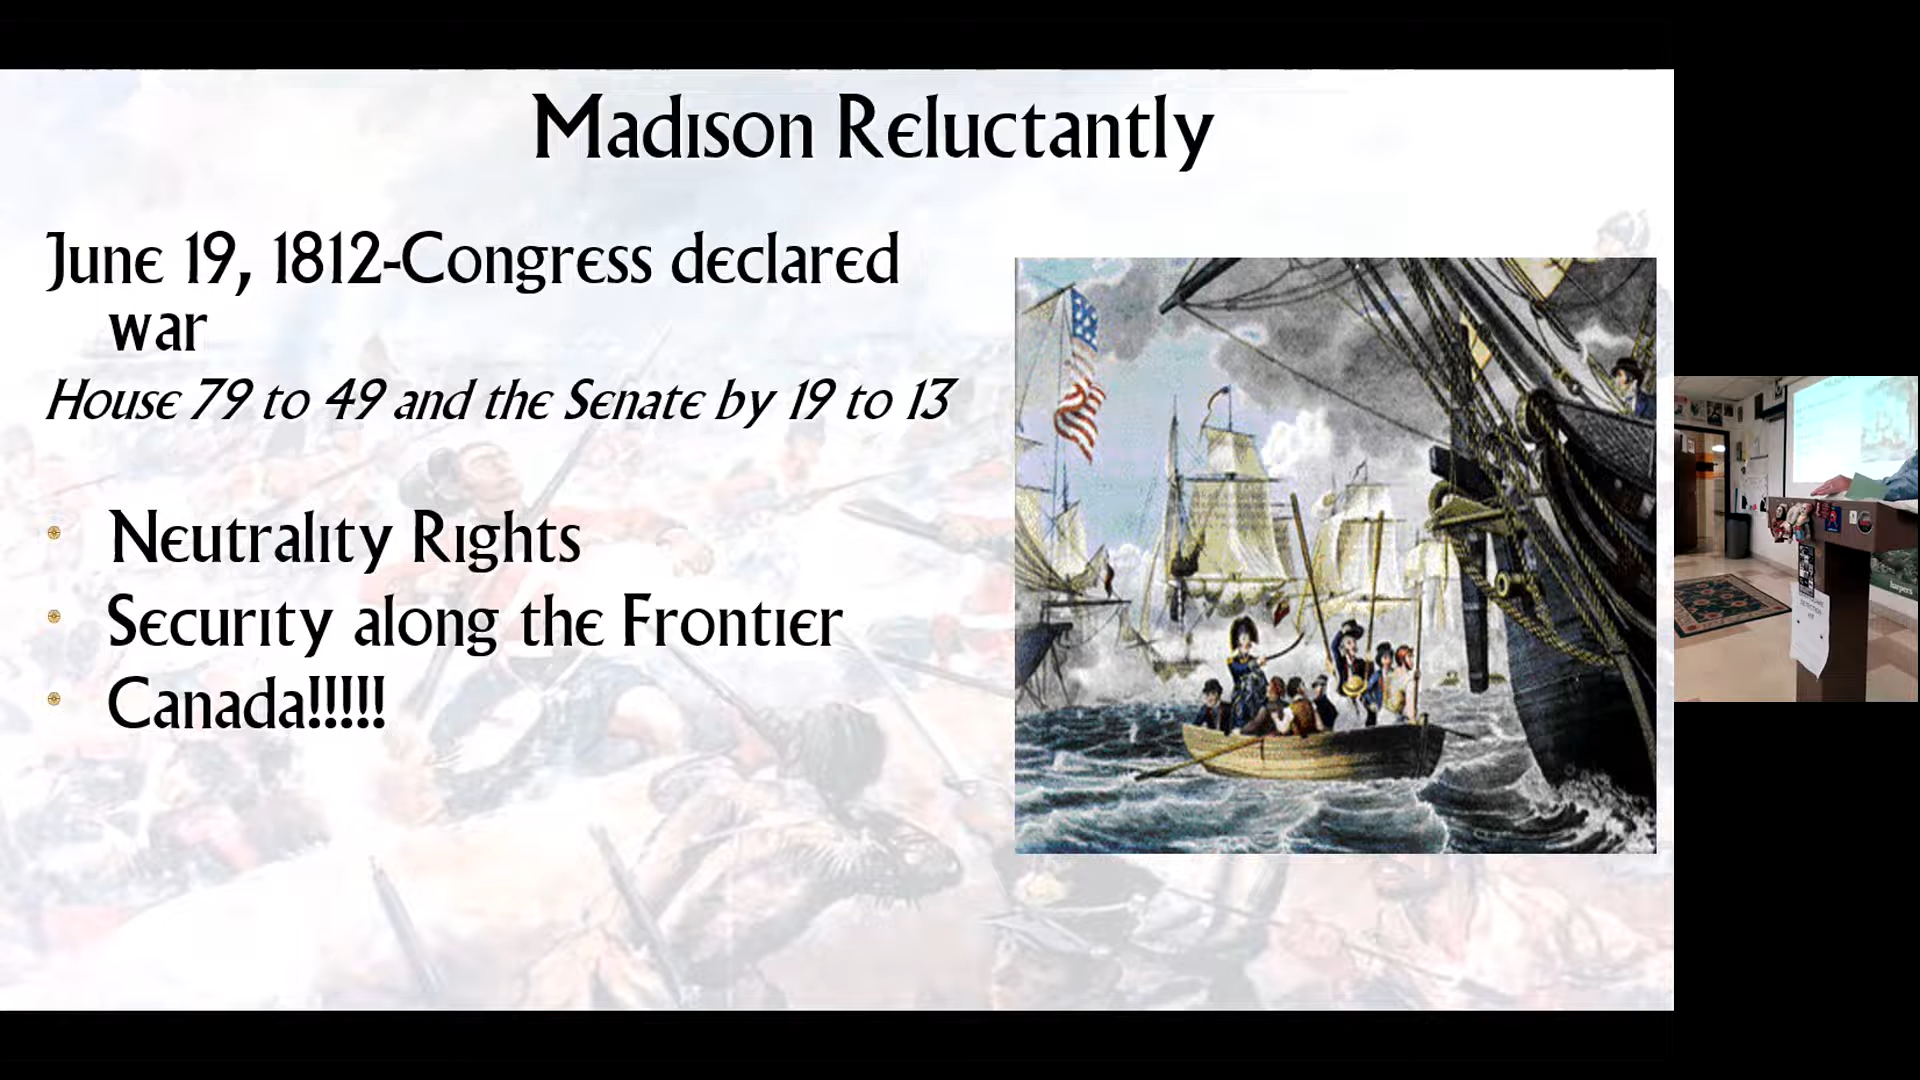 Madison Reluctantly
June 19, 1812-Congress declared
war
House 79 to 49 and the Senate by 19 to 13
Neutrality Rights
Security along the Frontier
Canada!!!!!